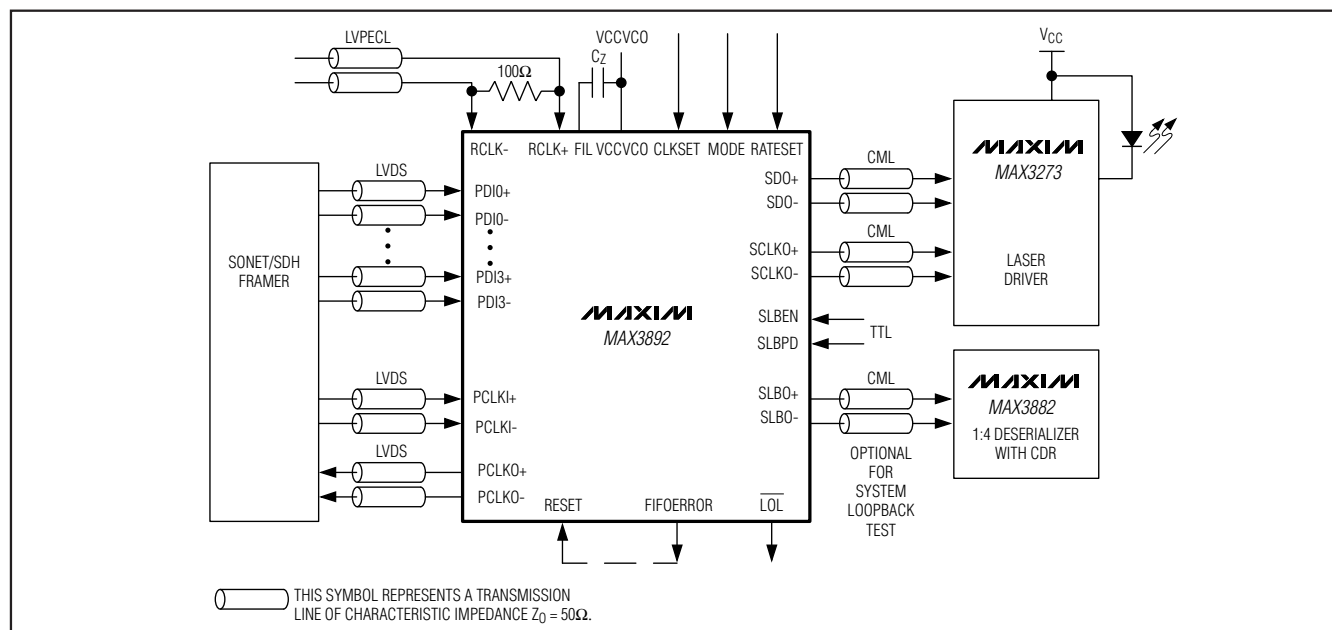 LVPECL
100Ω
VCCVCO
CZ
VCC
RCLK- RCLK+ FIL VCCVCO CLKSET MODE RATESET
SONET/SDH
FRAMER
LVDS
PDI0+
PDI0-
PDI3+
PDI3-
LVDS
PCLKI+
PCLKI-
LVDS
PCLKO+
PCLKO-
MAXIM
MAX3892
RESET FIFOERROR LOL
SDO+
SDO-
SCLKO+
SCLKO-
SLBEN
SLBPD
SLBO+
SLBO-
CML
CML
TTL
CML
OPTIONAL
FOR
SYSTEM
LOOPBACK
TEST
MAXIM
MAX3273
LASER
DRIVER
MAXIM
MAX3882
1:4 DESERIALIZER
WITH CDR
THIS SYMBOL REPRESENTS A TRANSMISSION
LINE OF CHARACTERISTIC IMPEDANCE Z0 = 50Ω.